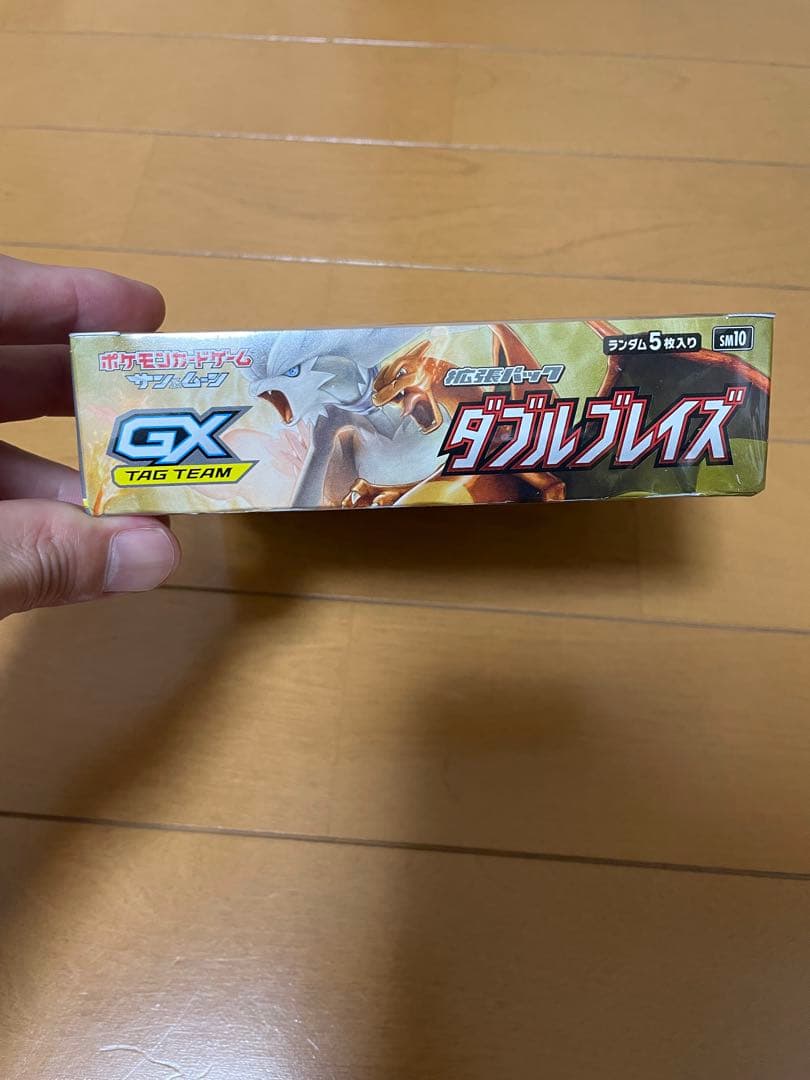 ポケモンカードゲーム
サン&ムーン
GX
TAG TEAM
拡張パック
ダブルブレイズ
ランダム5枚入り
SM10